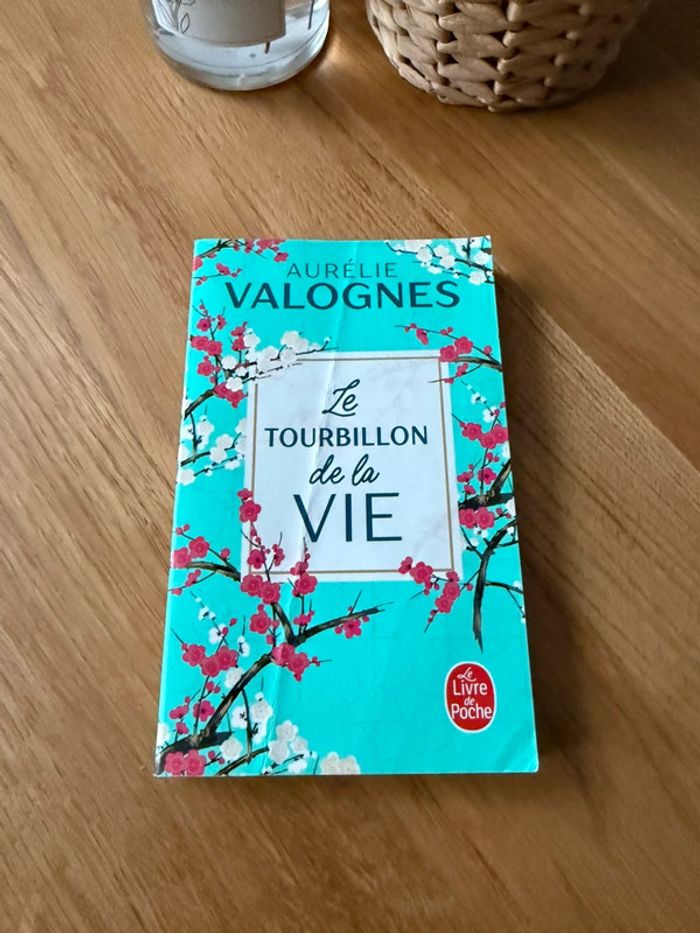 AURÉLIE
VALOGNES
Le
TOURBILLON
de la
VIE
Le
Livre
de
Poche